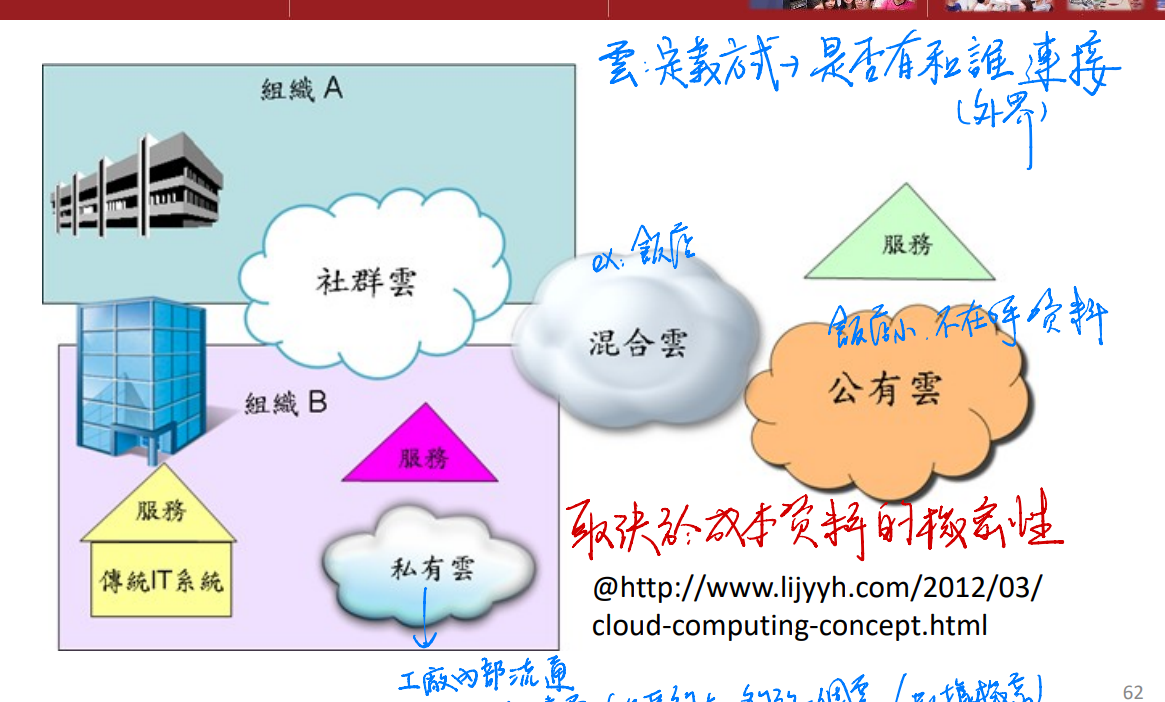 雲:定義方式→是否有和誰連接
(外界)
組織 A
服務
社群雲
ex: 飯店
混合雲
飯店小:不在乎資料
公有雲
組織 B
服務
服務
傳統IT系統
私有雲
取決於成本資料的機密性
@http://www.lijyyh.com/2012/03/
cloud-computing-concept.html
工廠內部流通
62